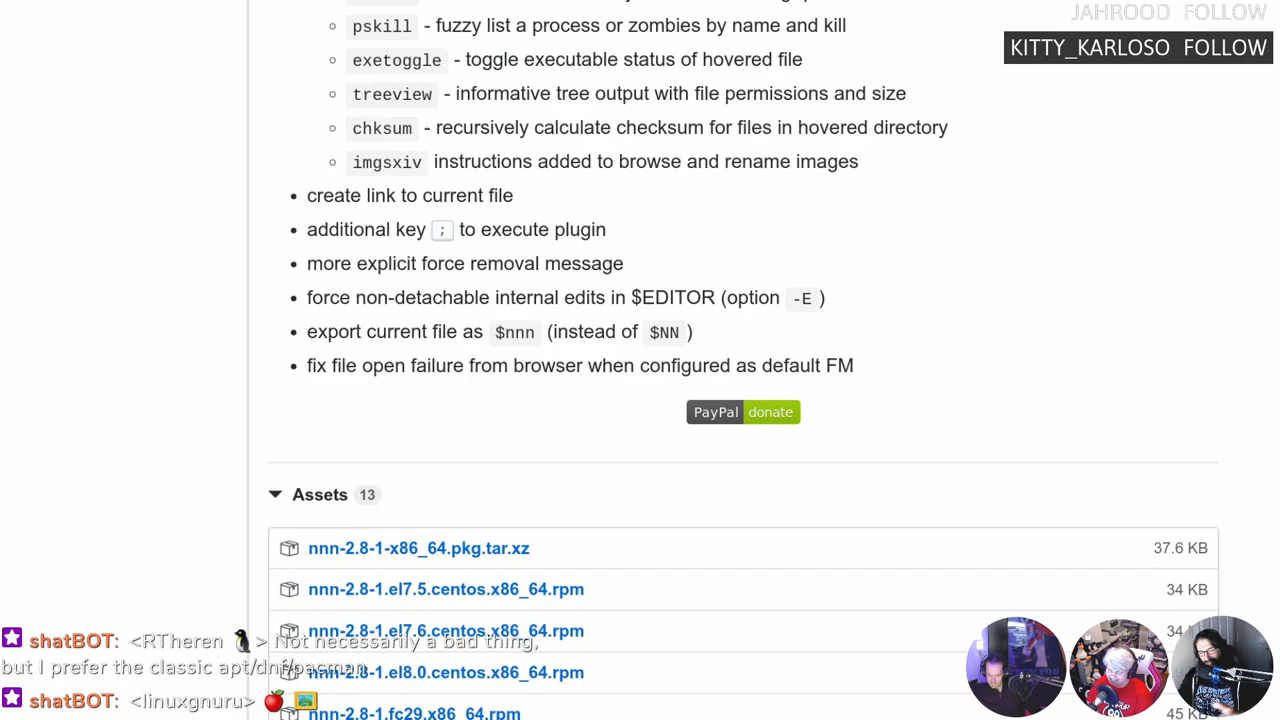 JAHROOD FOLLOW
KITTY_KARLOSO FOLLOW
pskill - fuzzy list a process or zombies by name and kill
exetoggle - toggle executable status of hovered file
treeview - informative tree output with file permissions and size
chksum - recursively calculate checksum for files in hovered directory
imgsxiv instructions added to browse and rename images
create link to current file
additional key ; to execute plugin
more explicit force removal message
force non-detachable internal edits in $EDITOR (option -E )
export current file as $nnn (instead of $NN )
fix file open failure from browser when configured as default FM
PayPal donate
Assets 13
nnn-2.8-1-x86_64.pkg.tar.xz 37.6 KB
nnn-2.8-1.el7.5.centos.x86_64.rpm 34 KB
nnn-2.8-1.el7.6.centos.x86_64.rpm 34
shatBOT: <RTheren 🐧> Not necessarily a bad thing,
but I prefer the classic apt/dnf/pacman
nnn-2.8-1.el8.0.centos.x86_64.rpm
shatBOT: <linuxgnuru> 🍎 🖼️
nnn-2.8-1.fc29.x86_64.rpm 45 KB